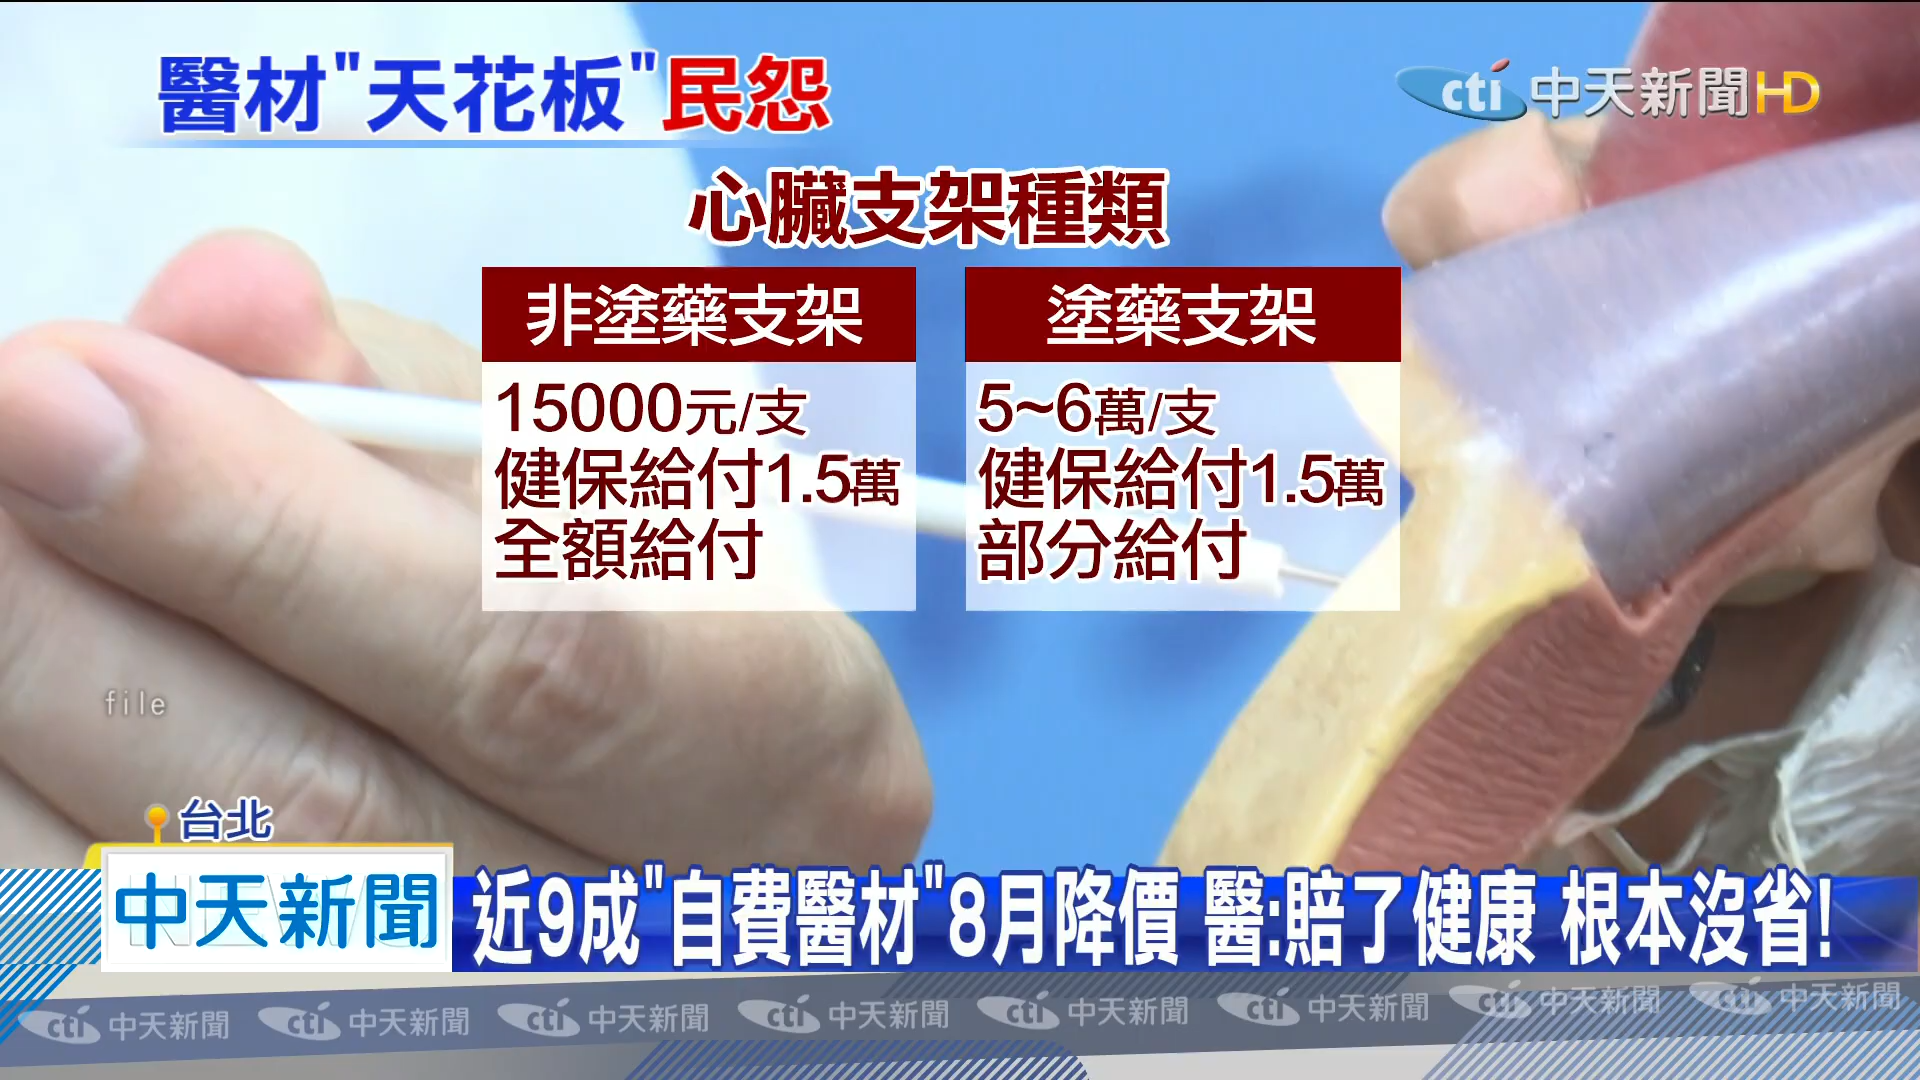 醫材"天花板"民怨
cti 中天新聞HD
心臟支架種類
非塗藥支架
15000元/支
健保給付1.5萬
全額給付
塗藥支架
5~6萬/支
健保給付1.5萬
部分給付
file
台北
中天新聞
近9成"自費醫材"8月降價 醫:賠了健康 根本沒省!
cti 中天新聞 cti 中天新聞 cti 中天新聞 cti 中天新聞 cti 中天新聞 cti 中天新聞 cti 中天新聞 cti 中天新聞